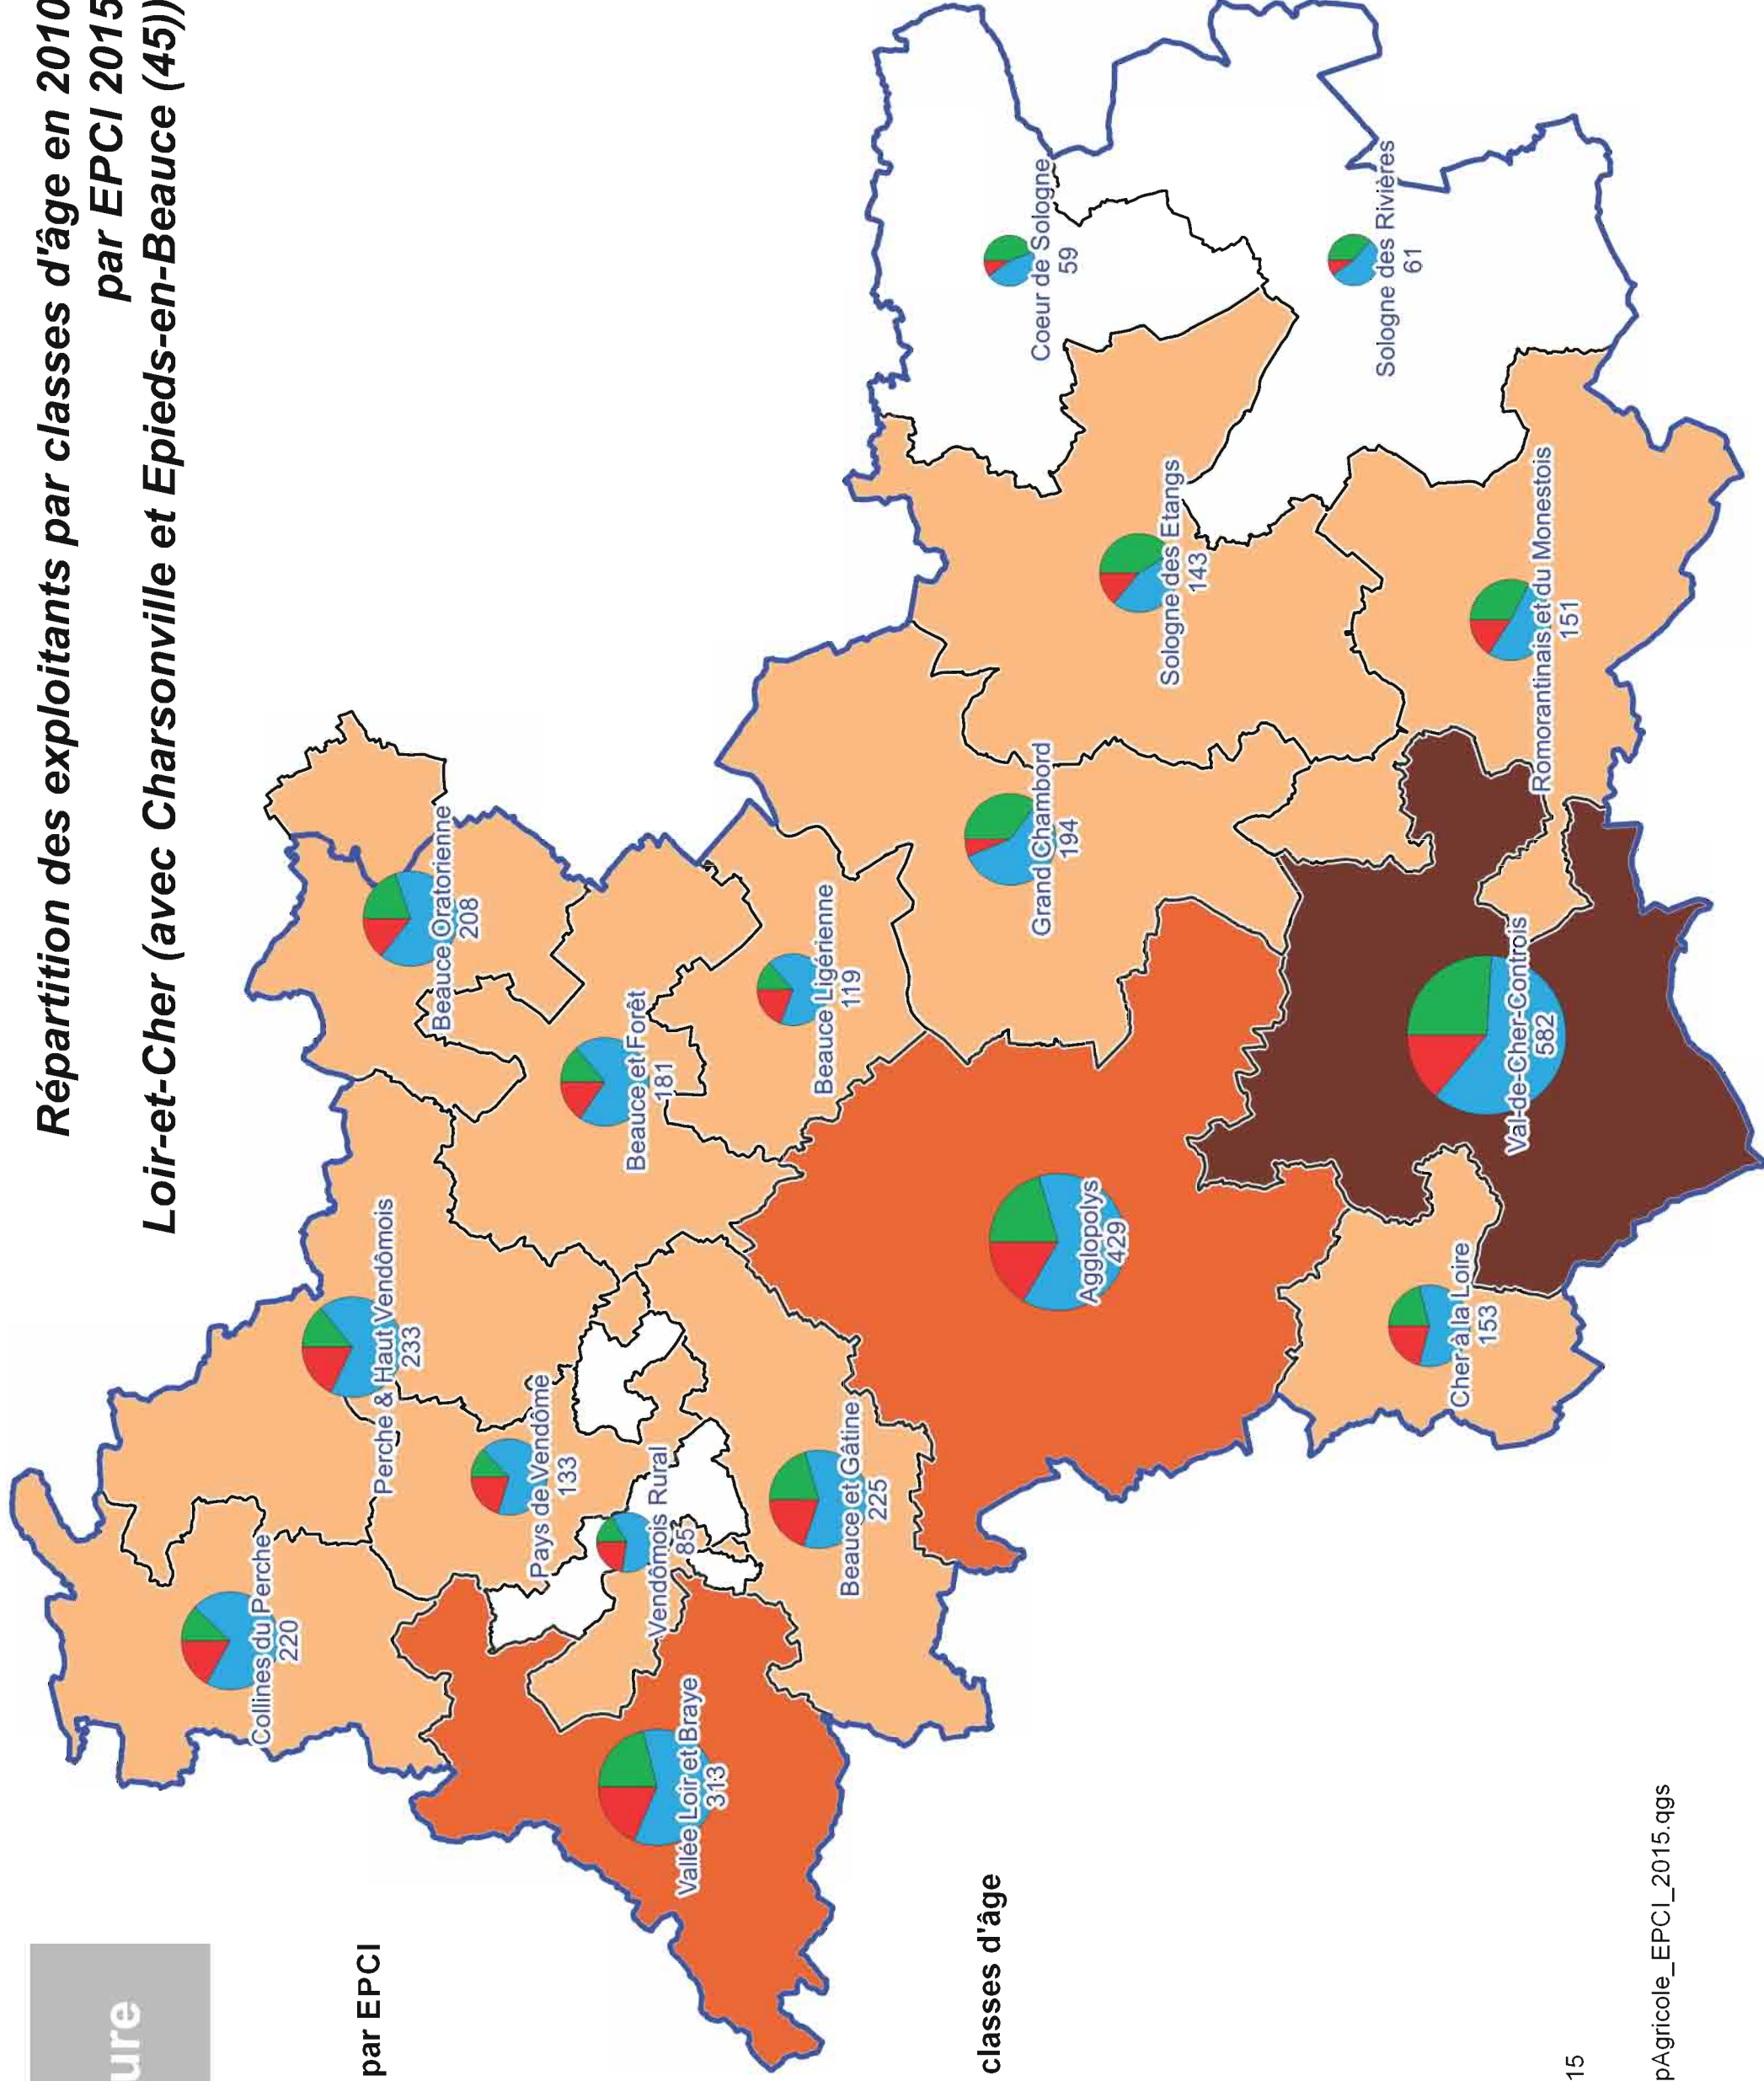 Répartition des exploitants par classes d'âge en 2010
par EPCI 2015
Loir-et-Cher (avec Charsonville et Epieds-en-Beauce (45))
ure
par EPCI
classes d'âge
15
pAgricole_EPCI_2015.qgs
Collines du Perche
220
Perche & Haut Vendômois
233
Beauce Oratorienne
208
Pays de Vendôme
133
Beauce et Forêt
181
Vallée Loir et Braye
313
Vendômois Rural
85
Beauce Ligérienne
119
Beauce et Gâtine
225
Agglopolys
429
Grand Chambord
194
Coeur de Sologne
59
Sologne des Etangs
143
Sologne des Rivières
61
Cher à la Loire
153
Val-de-Cher-Controis
582
Romorantinais et du Monestois
151